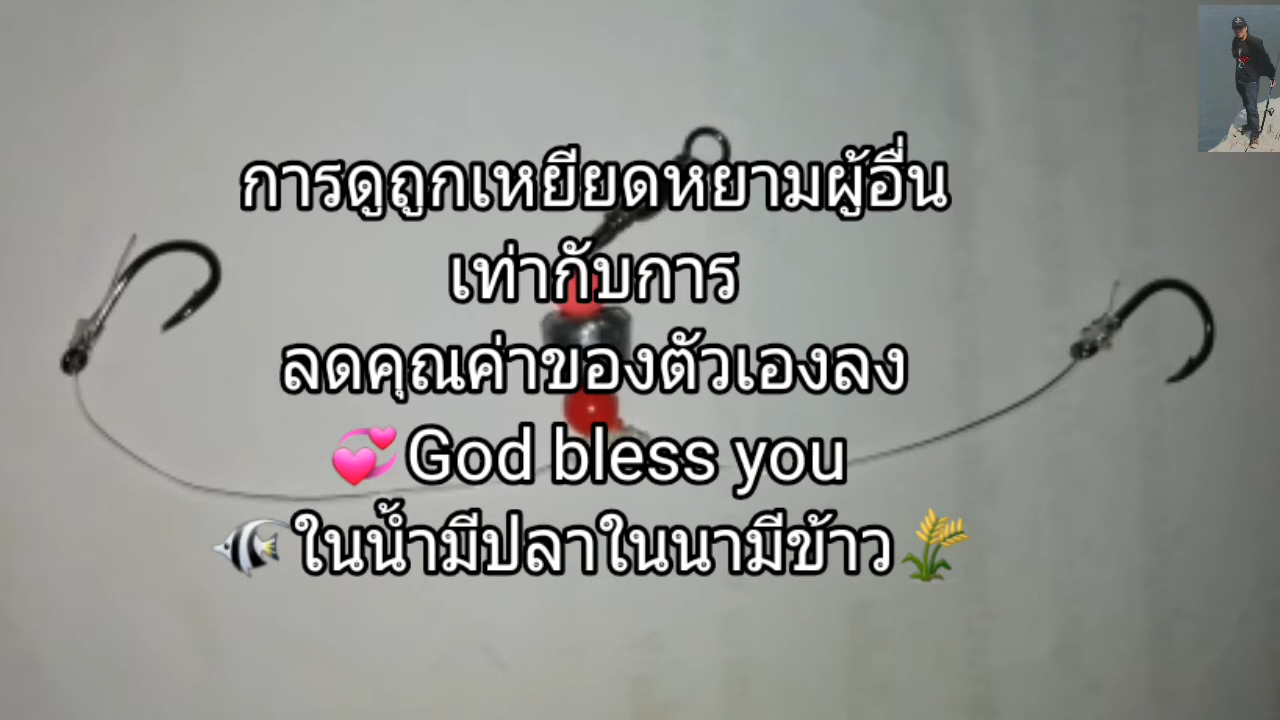 การดูถูกเหยียดหยามผู้อื่น
เท่ากับการ
ลดคุณค่าของตัวเองลง
💞God bless you
🐠ในน้ำมีปลาในนามีข้าว🌾